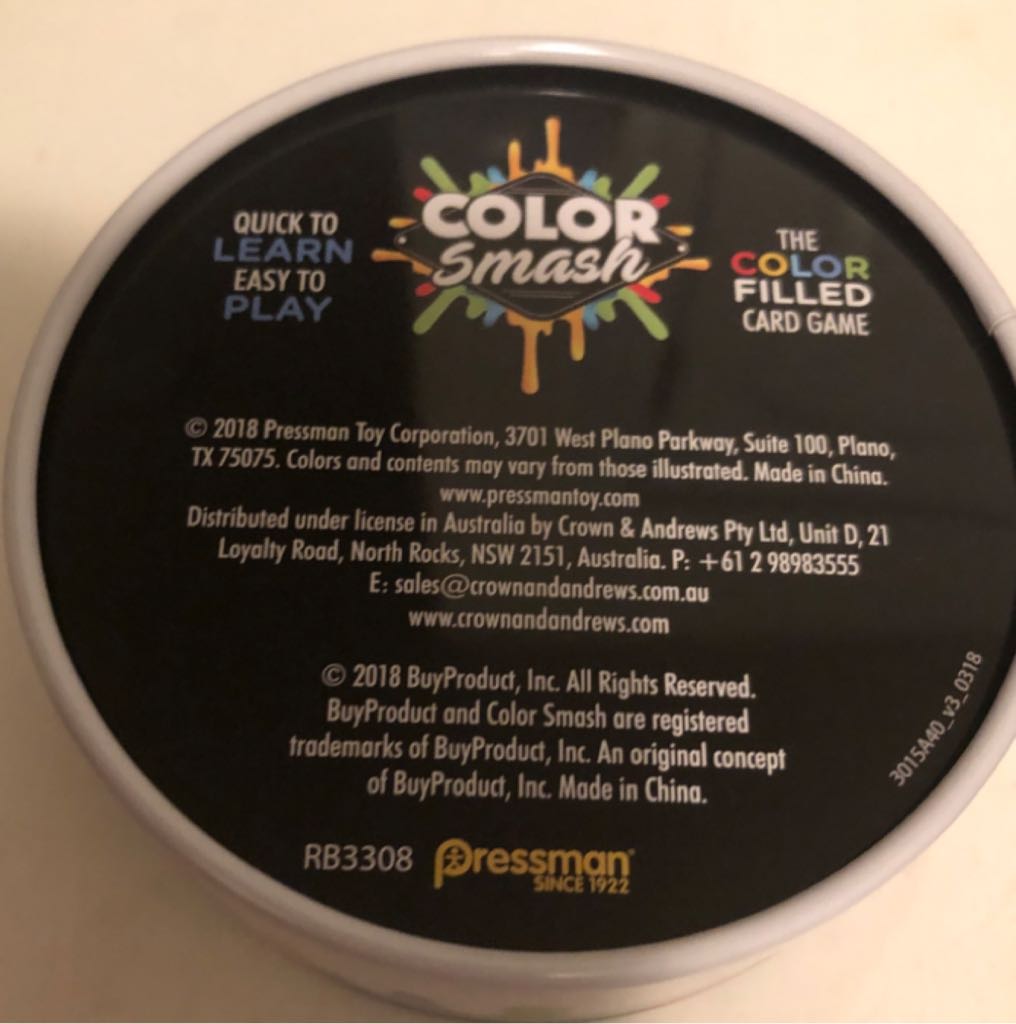 QUICK TO
LEARN
EASY TO
PLAY
COLOR
Smash
THE
COLOR
FILLED
CARD GAME
© 2018 Pressman Toy Corporation, 3701 West Plano Parkway, Suite 100, Plano,
TX 75075. Colors and contents may vary from those illustrated. Made in China.
www.pressmantoy.com
Distributed under license in Australia by Crown & Andrews Pty Ltd, Unit D, 21
Loyalty Road, North Rocks, NSW 2151, Australia. P: +61 2 98983555
E: sales@crownandandrews.com.au
www.crownandandrews.com
© 2018 BuyProduct, Inc. All Rights Reserved.
BuyProduct and Color Smash are registered
trademarks of BuyProduct, Inc. An original concept
of BuyProduct, Inc. Made in China.
3015A40_v3_0318
RB3308 Pressman®
SINCE 1922